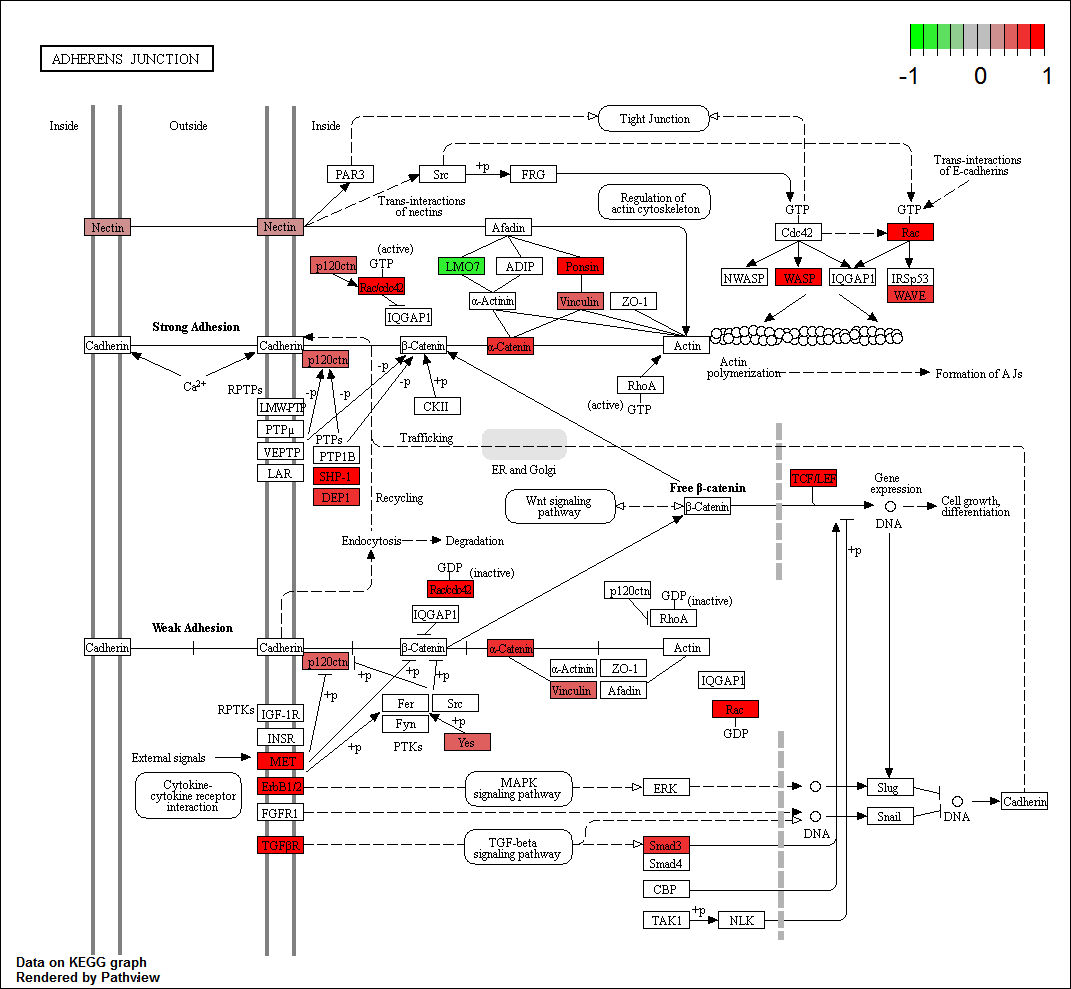 ADHERENS JUNCTION
-1
0
1
Inside
Outside
Inside
Tight Junction
PAR3
Src
+p
FRG
Trans-interactions
of E-cadherins
Trans-interactions
of nectins
Regulation of
actin cytoskeleton
GTP
GTP
Nectin
Nectin
Afadin
Cdc42
Rac
(active)
p120ctn
GTP
LMO7
ADIP
Ponsin
NWASP
WASP
IQGAP1
IRSp53
Rac/cdc42
WAVE
α-Actinin
Vinculin
ZO-1
IQGAP1
Strong Adhesion
Cadherin
Cadherin
β-Catenin
α-Catenin
Actin
p120ctn
Actin
polymerization
Formation of AJs
Ca2+
RPTPs
-p
-p
-p
+p
RhoA
(active)
GTP
LMW-PTP
CKII
PTPμ
PTPs
Trafficking
VEPTP
PTP1B
LAR
SHP-1
ER and Golgi
DEP1
Recycling
Free β-catenin
TCF/LEF
Gene
expression
Wnt signaling
pathway
β-Catenin
DNA
Cell growth,
differentiation
Endocytosis
Degradation
+p
GDP
(inactive)
Rac/cdc42
p120ctn
GDP
(inactive)
IQGAP1
RhoA
Weak Adhesion
Cadherin
Cadherin
β-Catenin
α-Catenin
Actin
p120ctn
+p
+p
+p
α-Actinin
ZO-1
Vinculin
Afadin
IQGAP1
+p
Fer
Src
RPTKs
IGF-1R
Fyn
+p
Rac
INSR
+p
PTKs
Yes
GDP
External signals
MET
Cytokine-
cytokine receptor
interaction
ErbB1/2
MAPK
signaling pathway
ERK
Slug
FGFR1
DNA
Snail
DNA
Cadherin
TGFβR
TGF-beta
signaling pathway
Smad3
Smad4
CBP
TAK1
+p
NLK
Data on KEGG graph
Rendered by Pathview